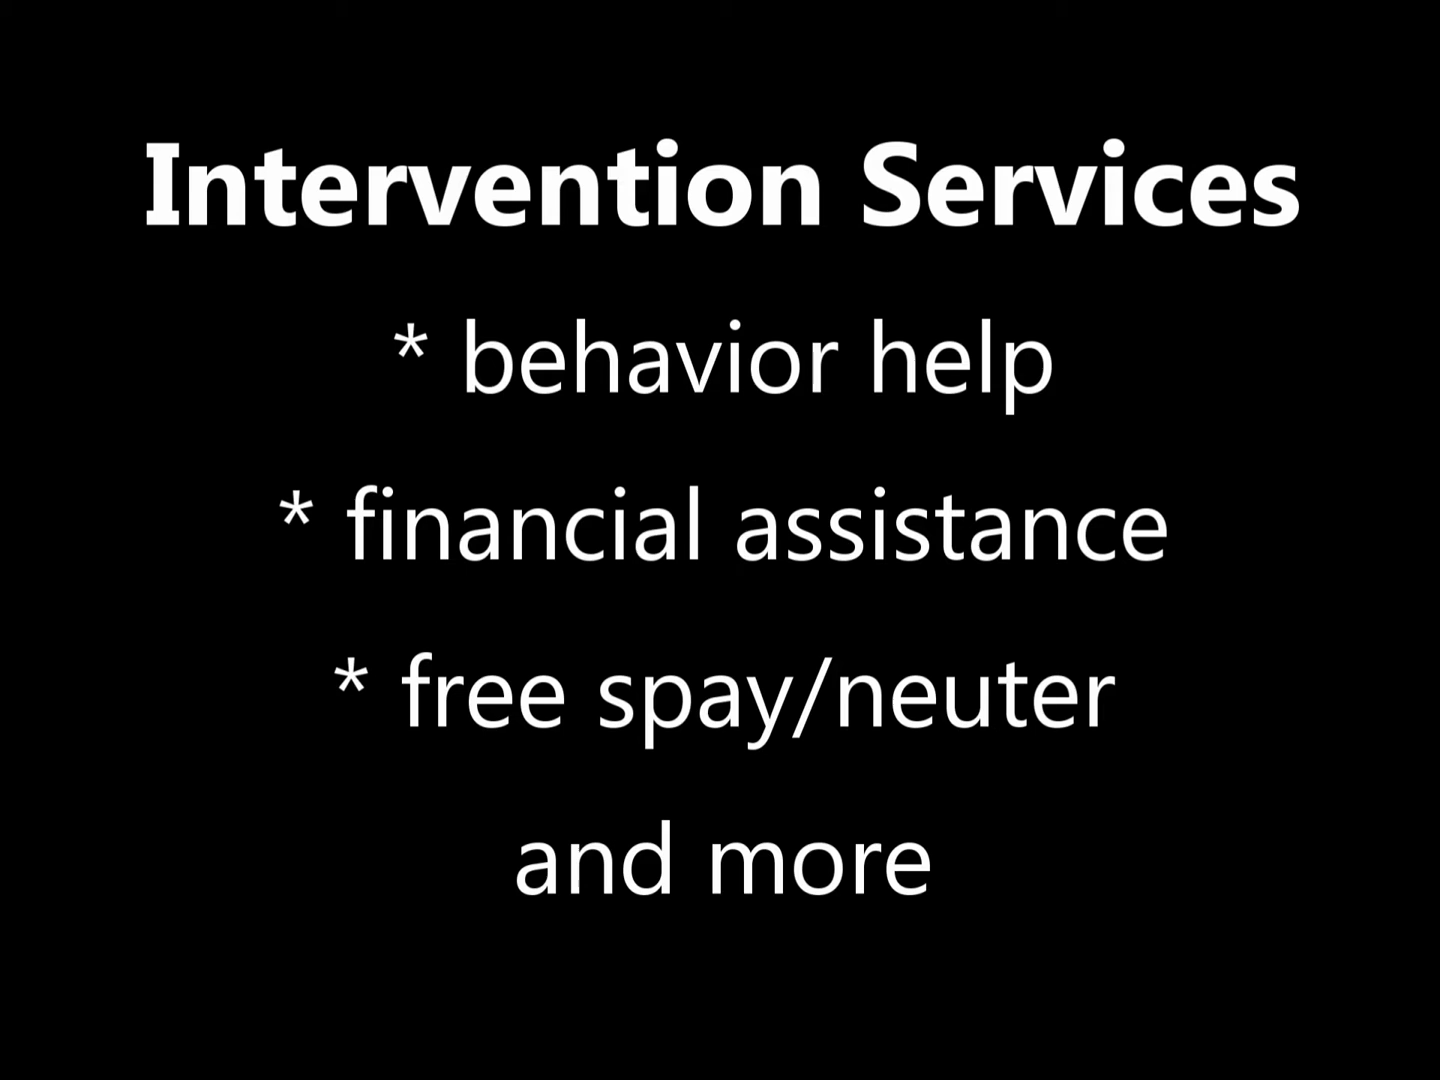 Intervention Services
* behavior help
* financial assistance
* free spay/neuter
and more